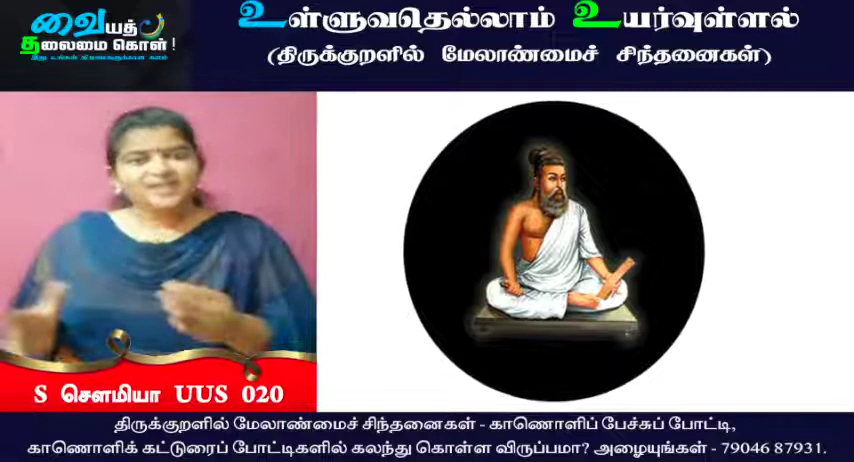 வையத்
தலைமை கொள்!
உள்ளுவதெல்லாம் உயர்வுள்ளல்
(திருக்குறளில் மேலாண்மைச் சிந்தனைகள்)
S சௌமியா UUS 020
திருக்குறளில் மேலாண்மைச் சிந்தனைகள் - காணொளிப் பேச்சுப் போட்டி,
காணொளிக் கட்டுரைப் போட்டிகளில் கலந்து கொள்ள விருப்பமா? அழையுங்கள் - 79046 87931.